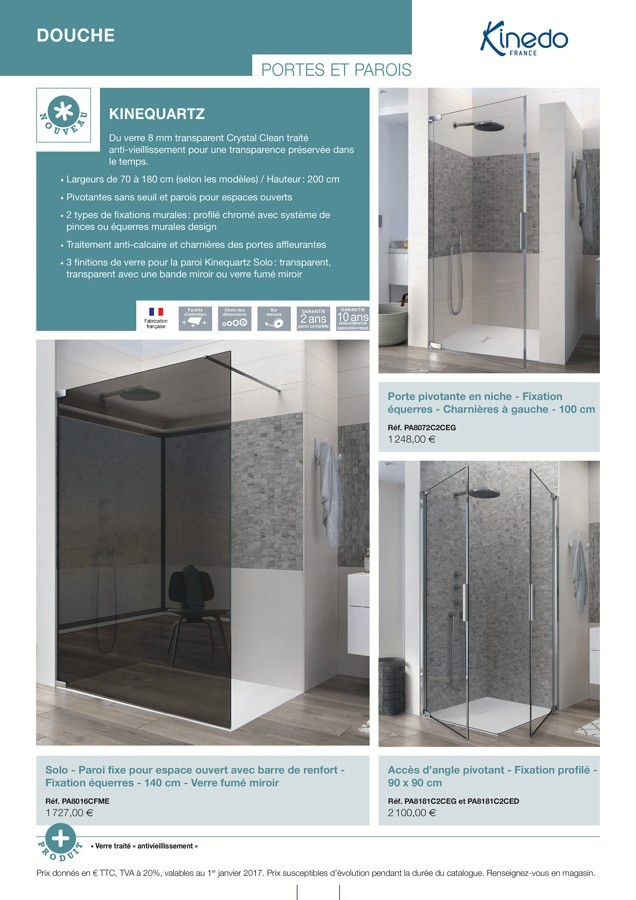 DOUCHE
Kinedo
FRANCE
PORTES ET PAROIS
NOUVEAU
KINEQUARTZ
Du verre 8 mm transparent Crystal Clean traité
anti-vieillissement pour une transparence préservée dans
le temps.
• Largeurs de 70 à 180 cm (selon les modèles) / Hauteur : 200 cm
• Pivotantes sans seuil et parois pour espaces ouverts
• 2 types de fixations murales : profilé chromé avec système de
pinces ou équerres murales design
• Traitement anti-calcaire et charnières des portes affleurantes
• 3 finitions de verre pour la paroi Kinequartz Solo : transparent,
transparent avec une bande miroir ou verre fumé miroir
Fabrication
française
Facilité
d'entretien
Choix des
dimensions
Sur
mesure
GARANTIE
2 ans
GARANTIE
10 ans
Porte pivotante en niche - Fixation
équerres - Charnières à gauche - 100 cm
Réf. PA8072C2CEG
1 248,00 €
Solo - Paroi fixe pour espace ouvert avec barre de renfort -
Fixation équerres - 140 cm - Verre fumé miroir
Réf. PA8016CFME
1 727,00 €
Accès d'angle pivotant - Fixation profilé -
90 x 90 cm
Réf. PA8181C2CEG et PA8181C2CED
2 100,00 €
PRODUIT
• Verre traité « antivieillissement »
Prix donnés en € TTC, TVA à 20%, valables au 1er janvier 2017. Prix susceptibles d'évolution pendant la durée du catalogue. Renseignez-vous en magasin.